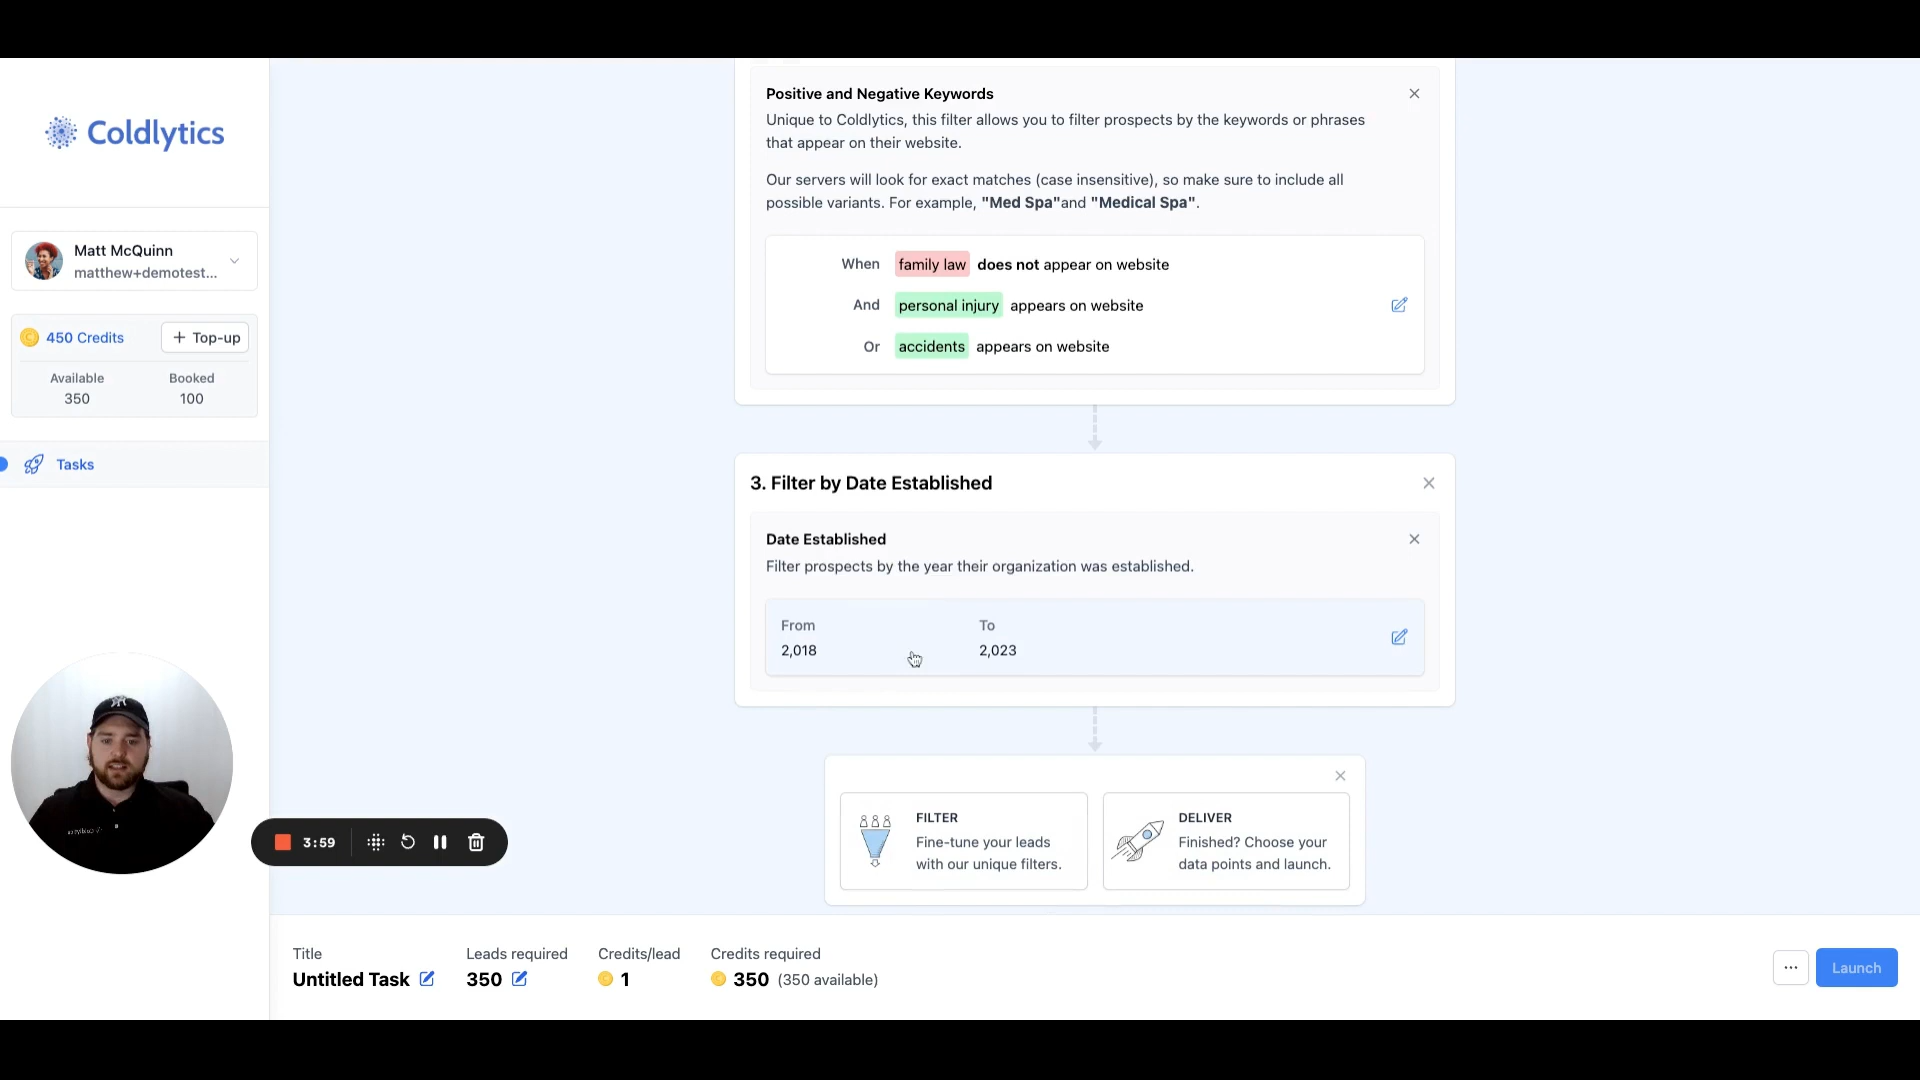 Coldlytics
Matt McQuinn
matthew+demotest...
450 Credits
+ Top-up
Available
Booked
350
100
Tasks
3:59
Positive and Negative Keywords
Unique to Coldlytics, this filter allows you to filter prospects by the keywords or phrases
that appear on their website.
Our servers will look for exact matches (case insensitive), so make sure to include all
possible variants. For example, "Med Spa"and "Medical Spa".
When family law does not appear on website
And personal injury appears on website
Or accidents appears on website
3. Filter by Date Established
Date Established
Filter prospects by the year their organization was established.
From
To
2,018
2,023
FILTER
Fine-tune your leads
with our unique filters.
DELIVER
Finished? Choose your
data points and launch.
Title
Untitled Task
Leads required
350
Credits/lead
1
Credits required
350 (350 available)
...
Launch